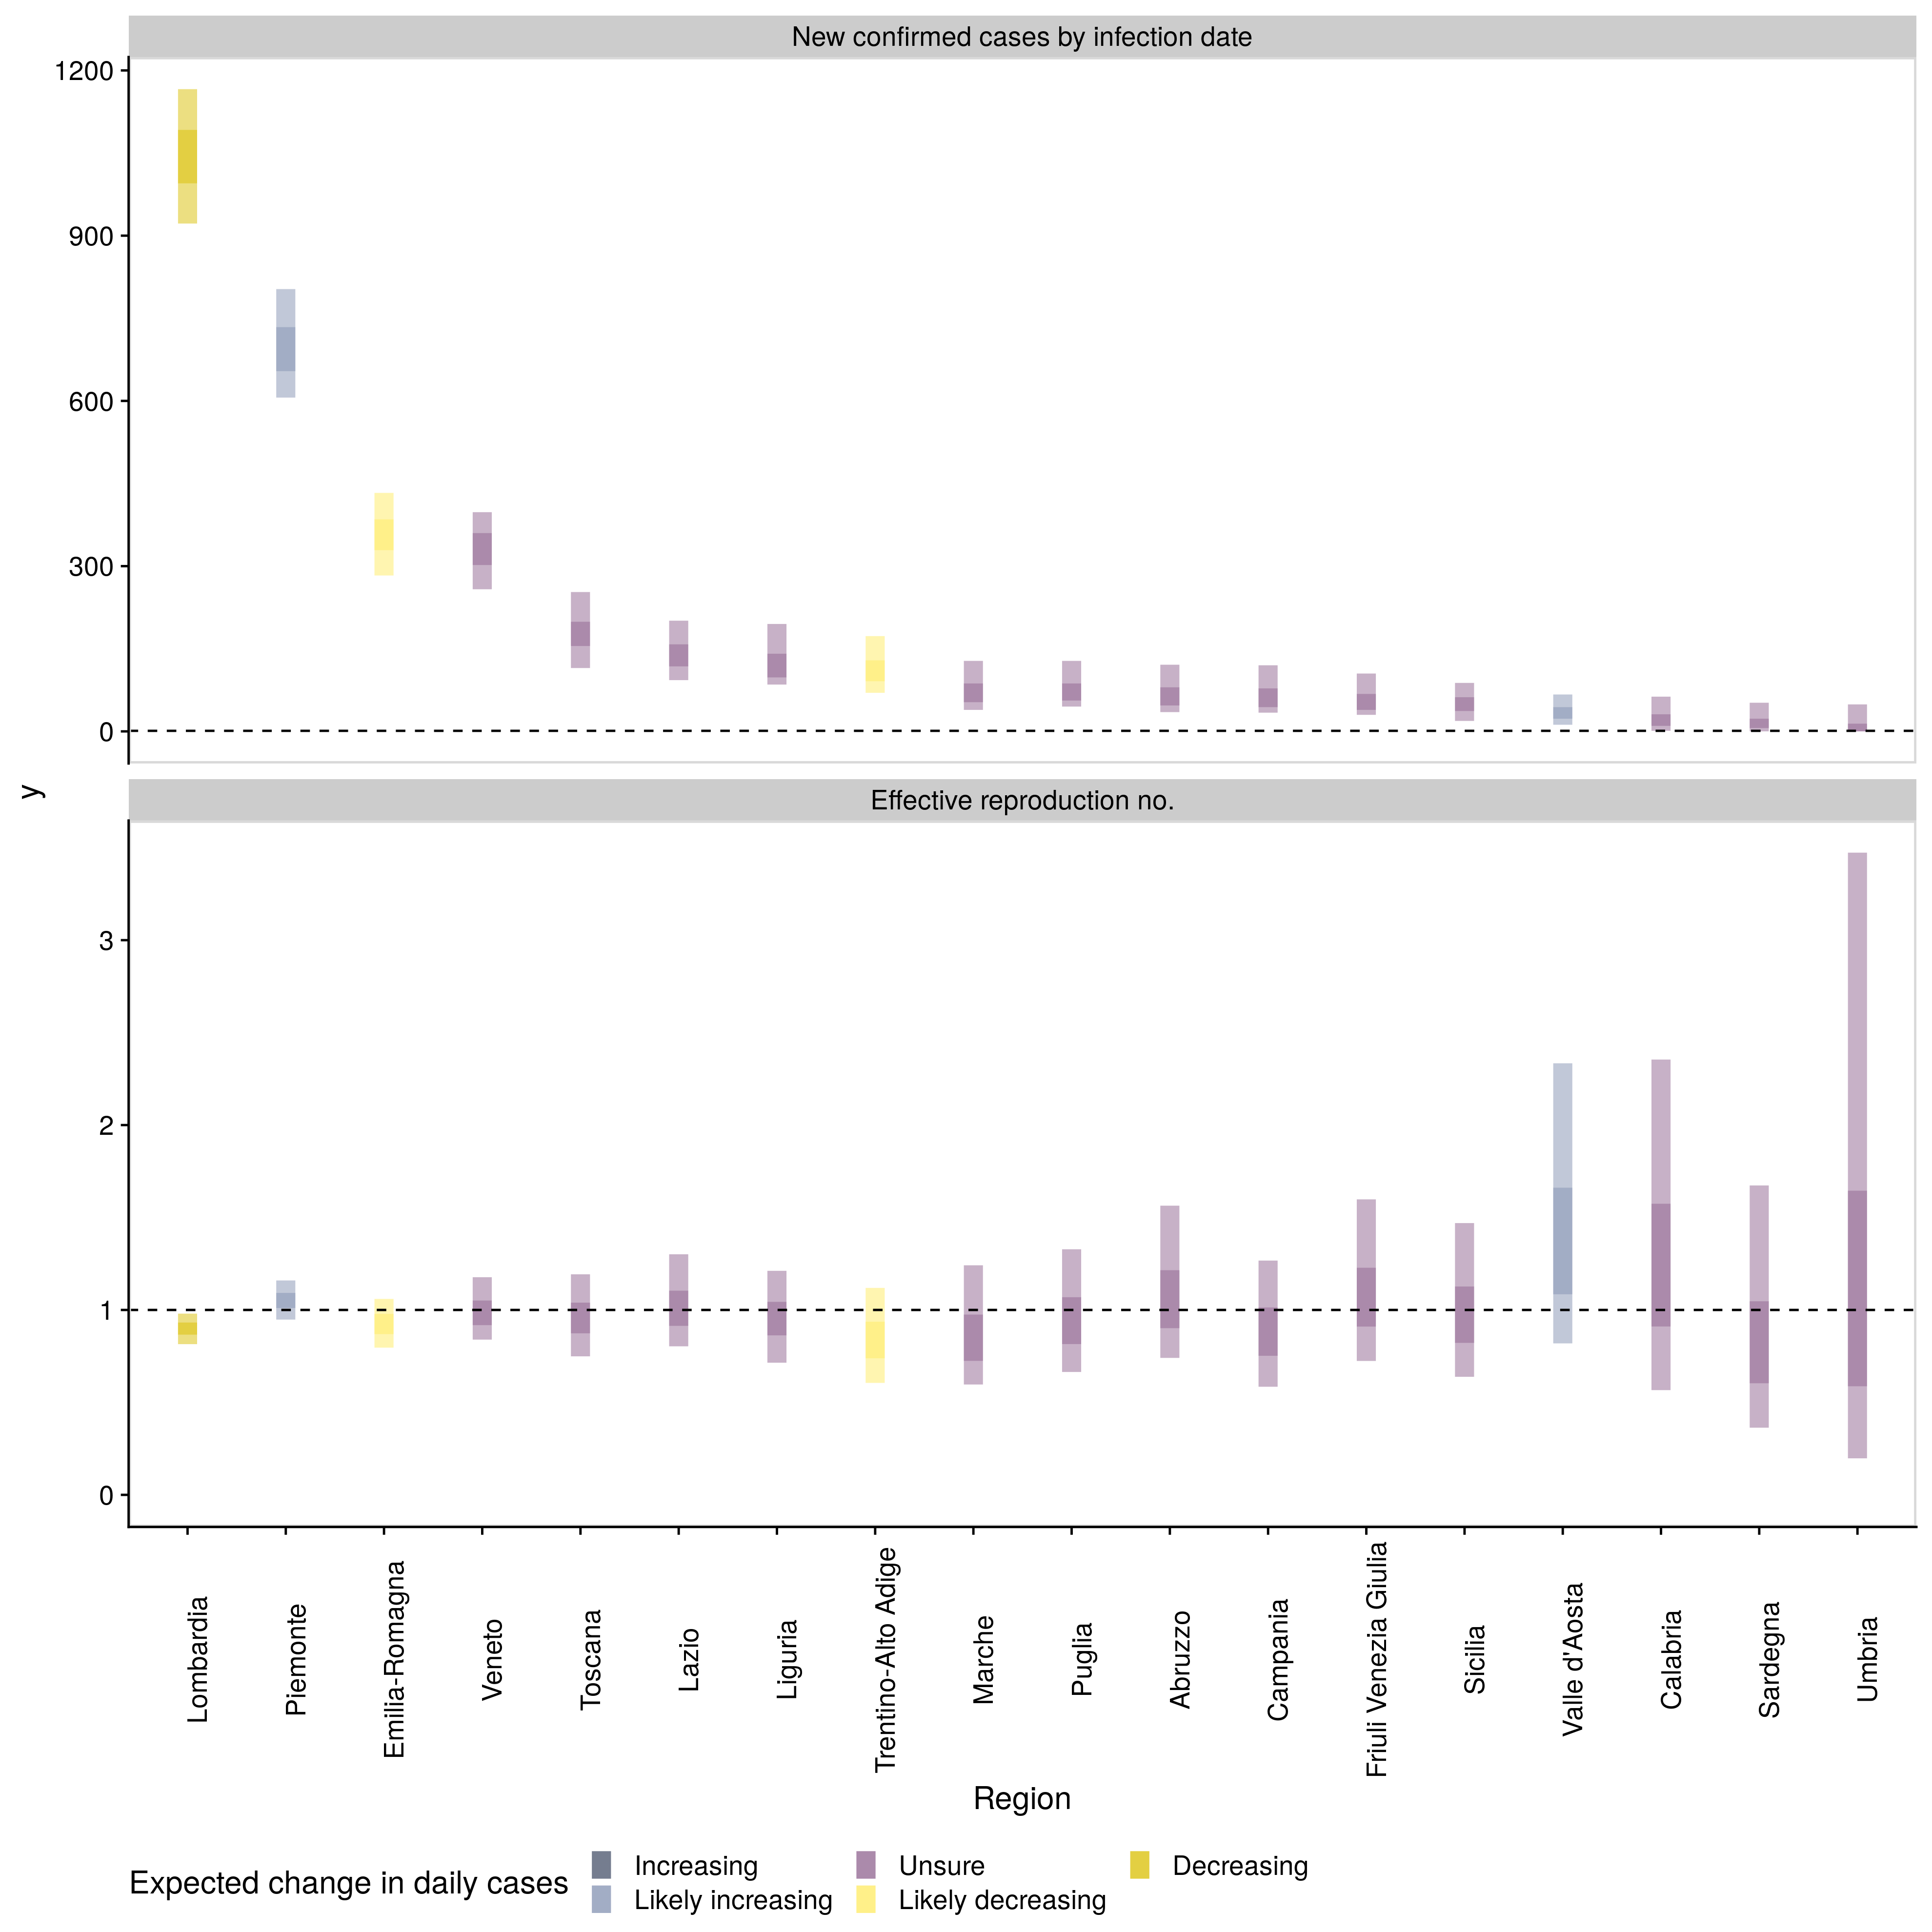 New confirmed cases by infection date
1200
900
600
300
0
y
Effective reproduction no.
3
2
1
0
Lombardia
Piemonte
Emilia-Romagna
Veneto
Toscana
Lazio
Liguria
Trentino-Alto Adige
Marche
Puglia
Abruzzo
Campania
Friuli Venezia Giulia
Sicilia
Valle d'Aosta
Calabria
Sardegna
Umbria
Region
Expected change in daily cases
Increasing
Unsure
Decreasing
Likely increasing
Likely decreasing